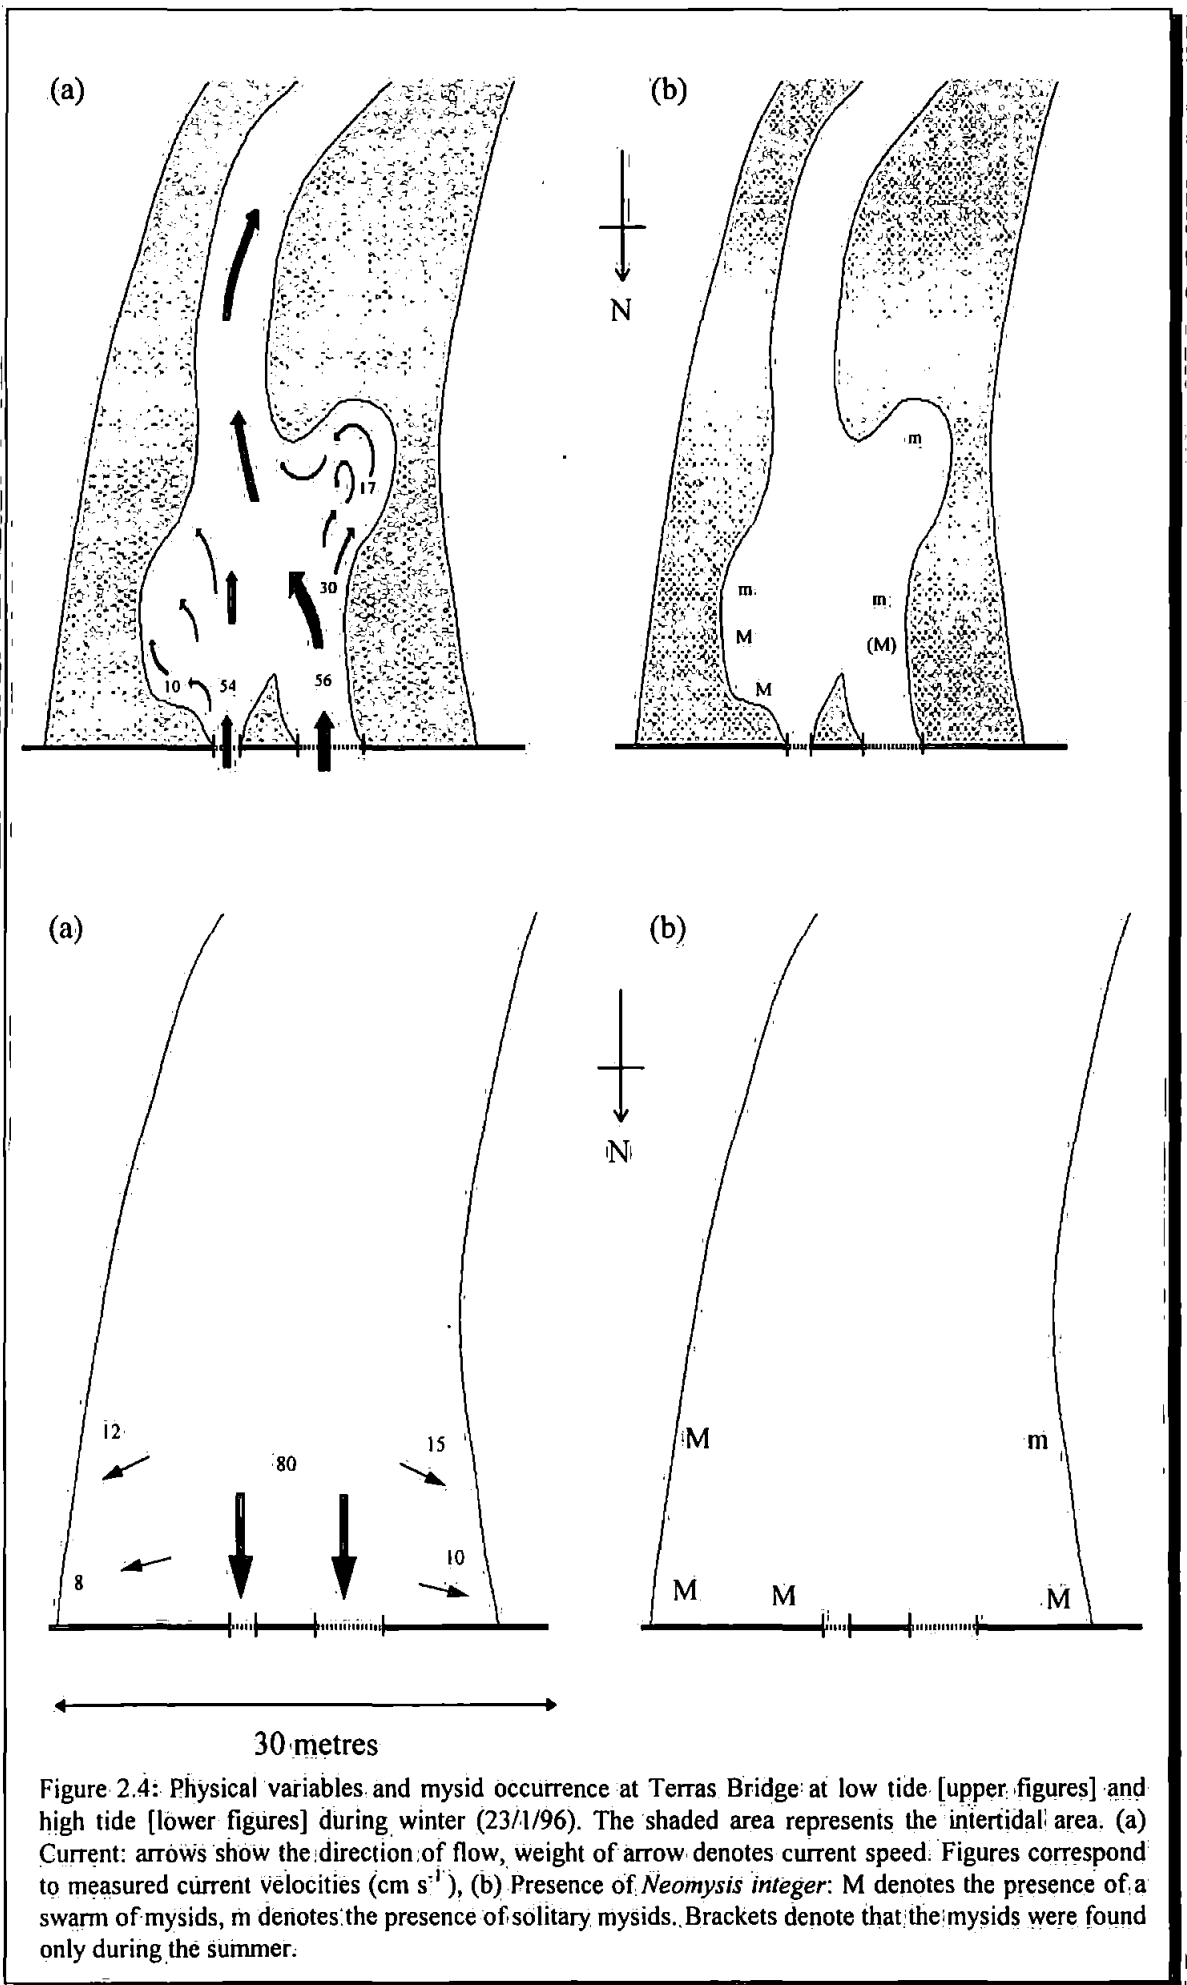 (a)
(b)
N
m
17
30
m
m
M
(M)
10
54
56
M
(a)
(b)
N
12
15
80
M
m
8
10
M
M
M
30 metres
Figure 2.4: Physical variables and mysid occurrence at Terras Bridge at low tide [upper figures] and
high tide [lower figures] during winter (23/1/96). The shaded area represents the intertidal area. (a)
Current: arrows show the direction of flow, weight of arrow denotes current speed. Figures correspond
to measured current velocities (cm s⁻¹), (b) Presence of Neomysis integer: M denotes the presence of a
swarm of mysids, m denotes the presence of solitary mysids. Brackets denote that the mysids were found
only during the summer.